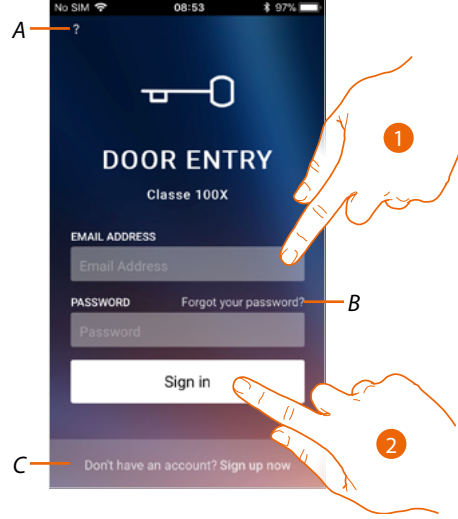 No SIM 08:53 97%
A
?
DOOR ENTRY
Classe 100X
1
EMAIL ADDRESS
Email Address
PASSWORD Forgot your password?
B
Password
Sign in
2
C
Don't have an account? Sign up now